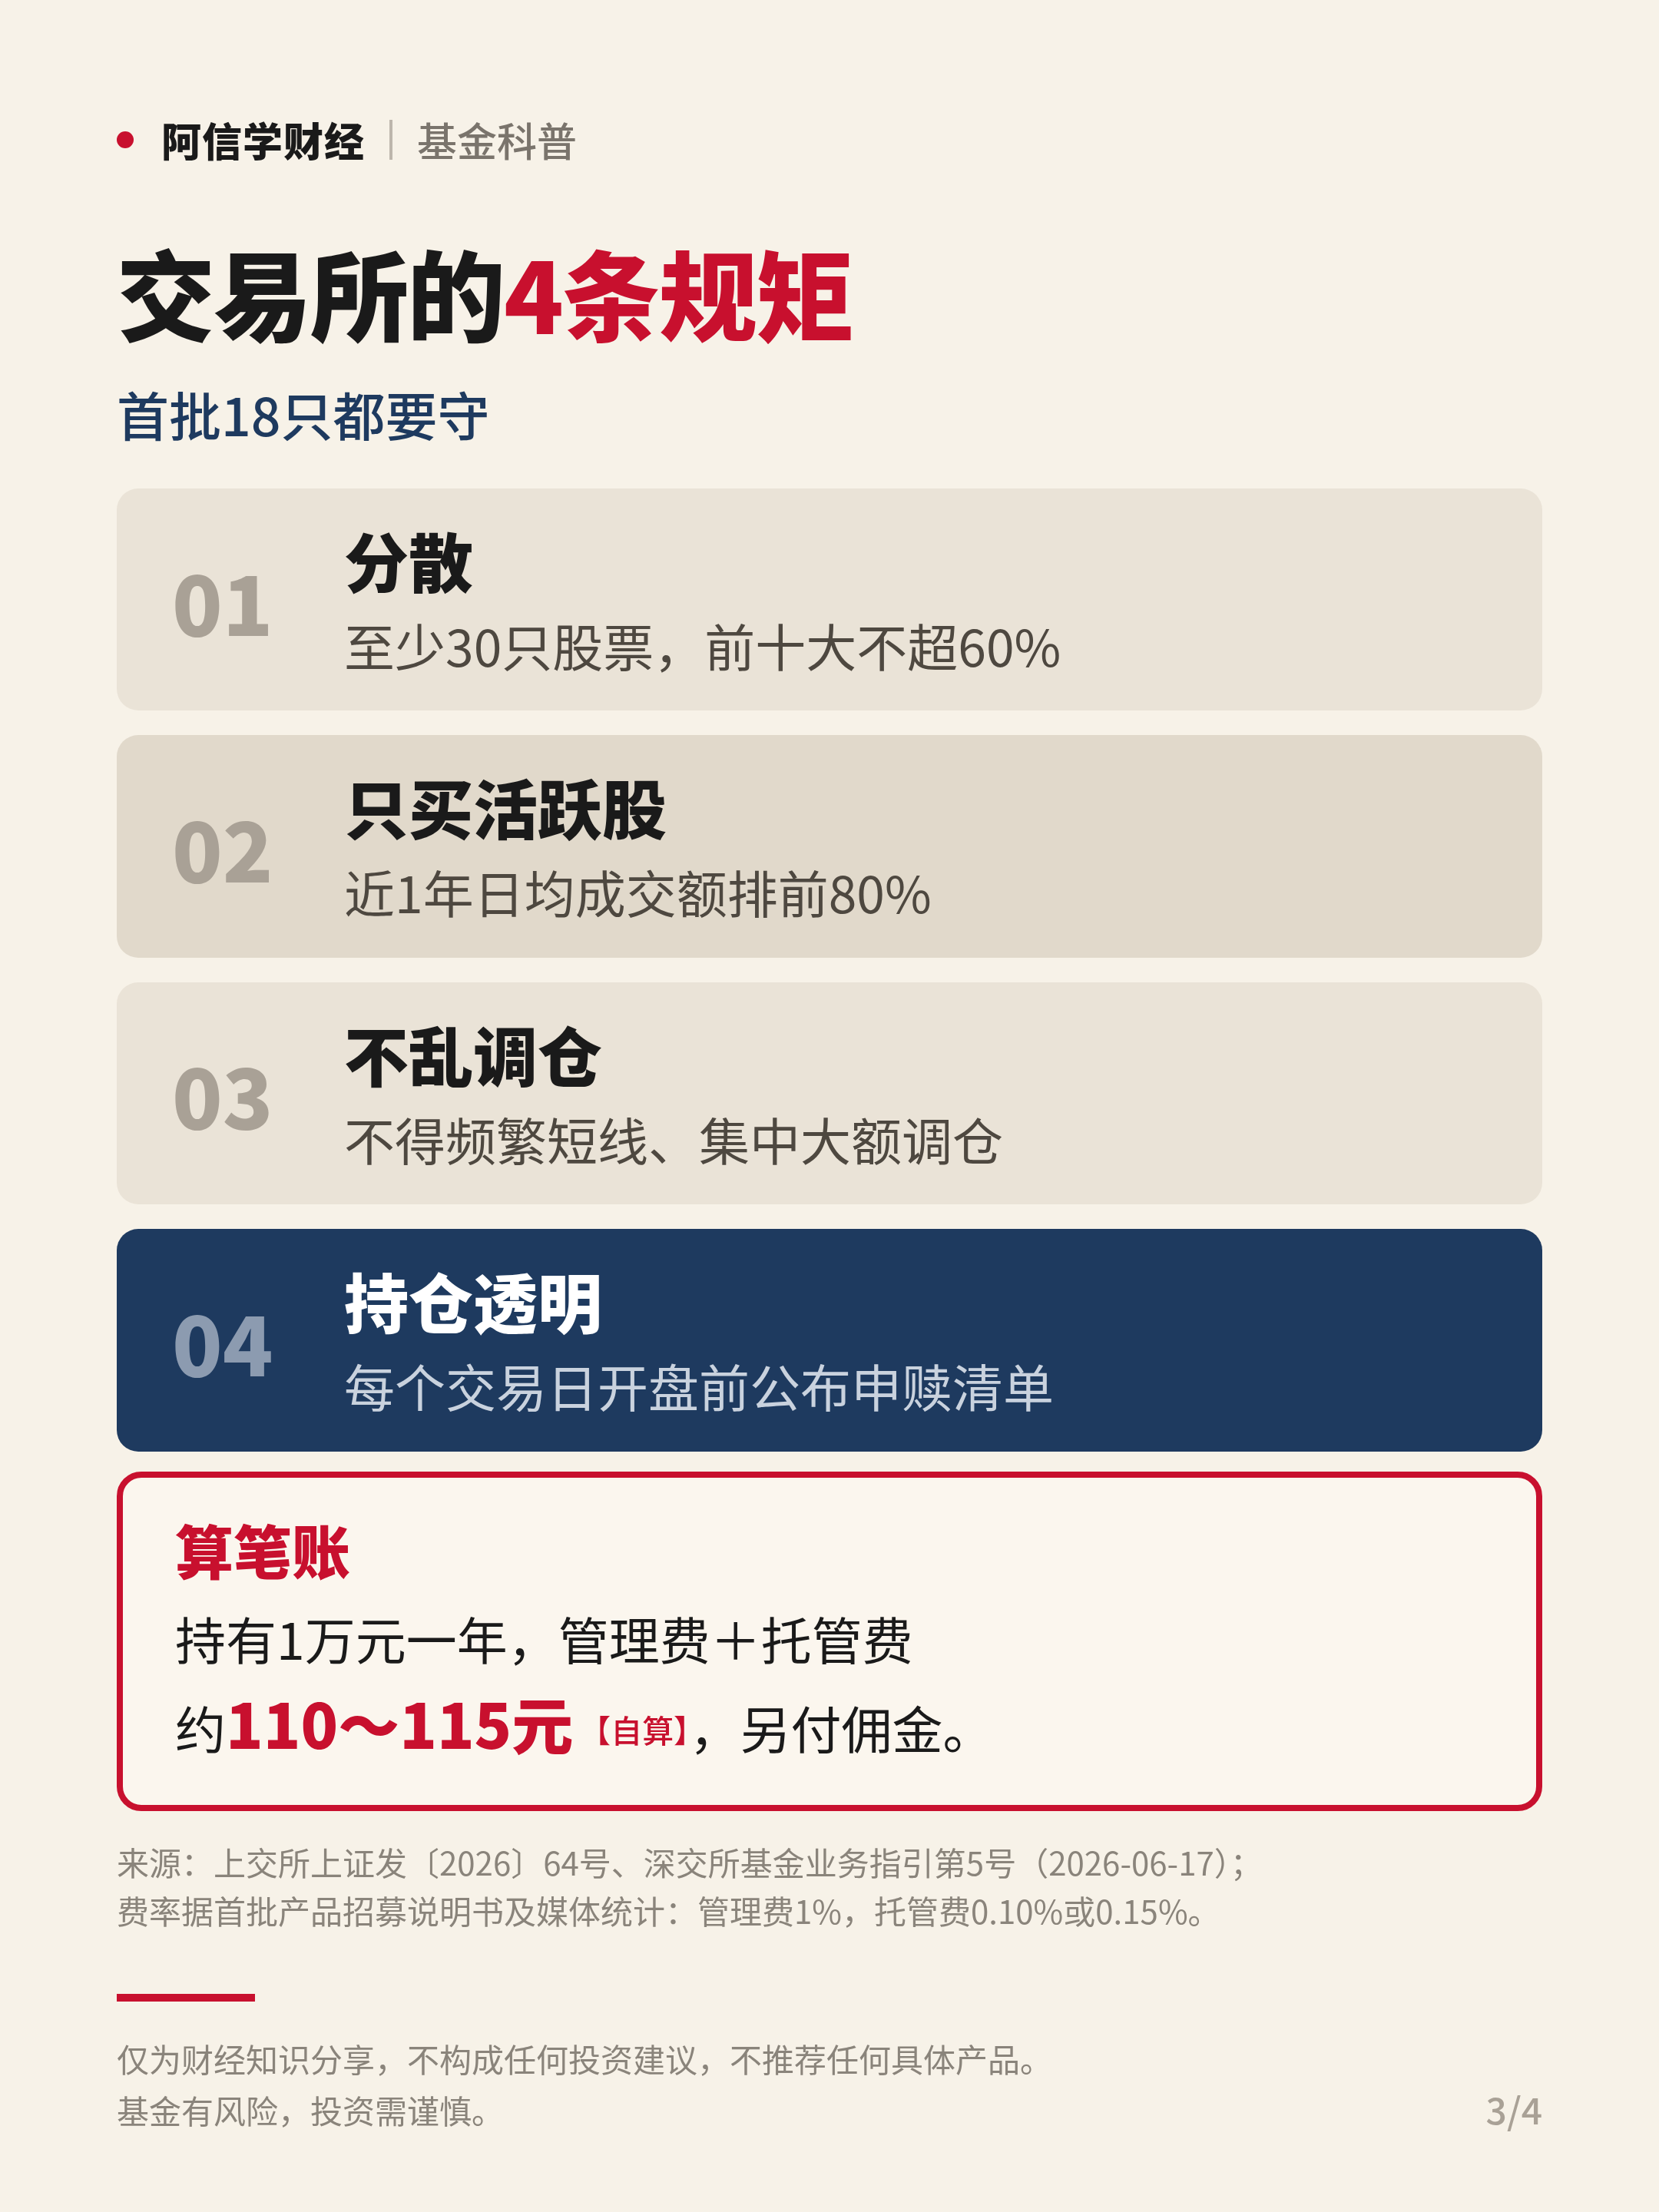 阿信学财经｜基金科普
交易所的4条规矩
首批18只都要守
01
分散
至少30只股票，前十大不超60%
02
只买活跃股
近1年日均成交额排前80%
03
不乱调仓
不得频繁短线、集中大额调仓
04
持仓透明
每个交易日开盘前公布申赎清单
算笔账
持有1万元一年，管理费＋托管费
约110～115元【自算】，另付佣金。
来源：上交所上证发〔2026〕64号、深交所基金业务指引第5号（2026-06-17）；
费率据首批产品招募说明书及媒体统计：管理费1%，托管费0.10%或0.15%。
仅为财经知识分享，不构成任何投资建议，不推荐任何具体产品。
基金有风险，投资需谨慎。
3/4